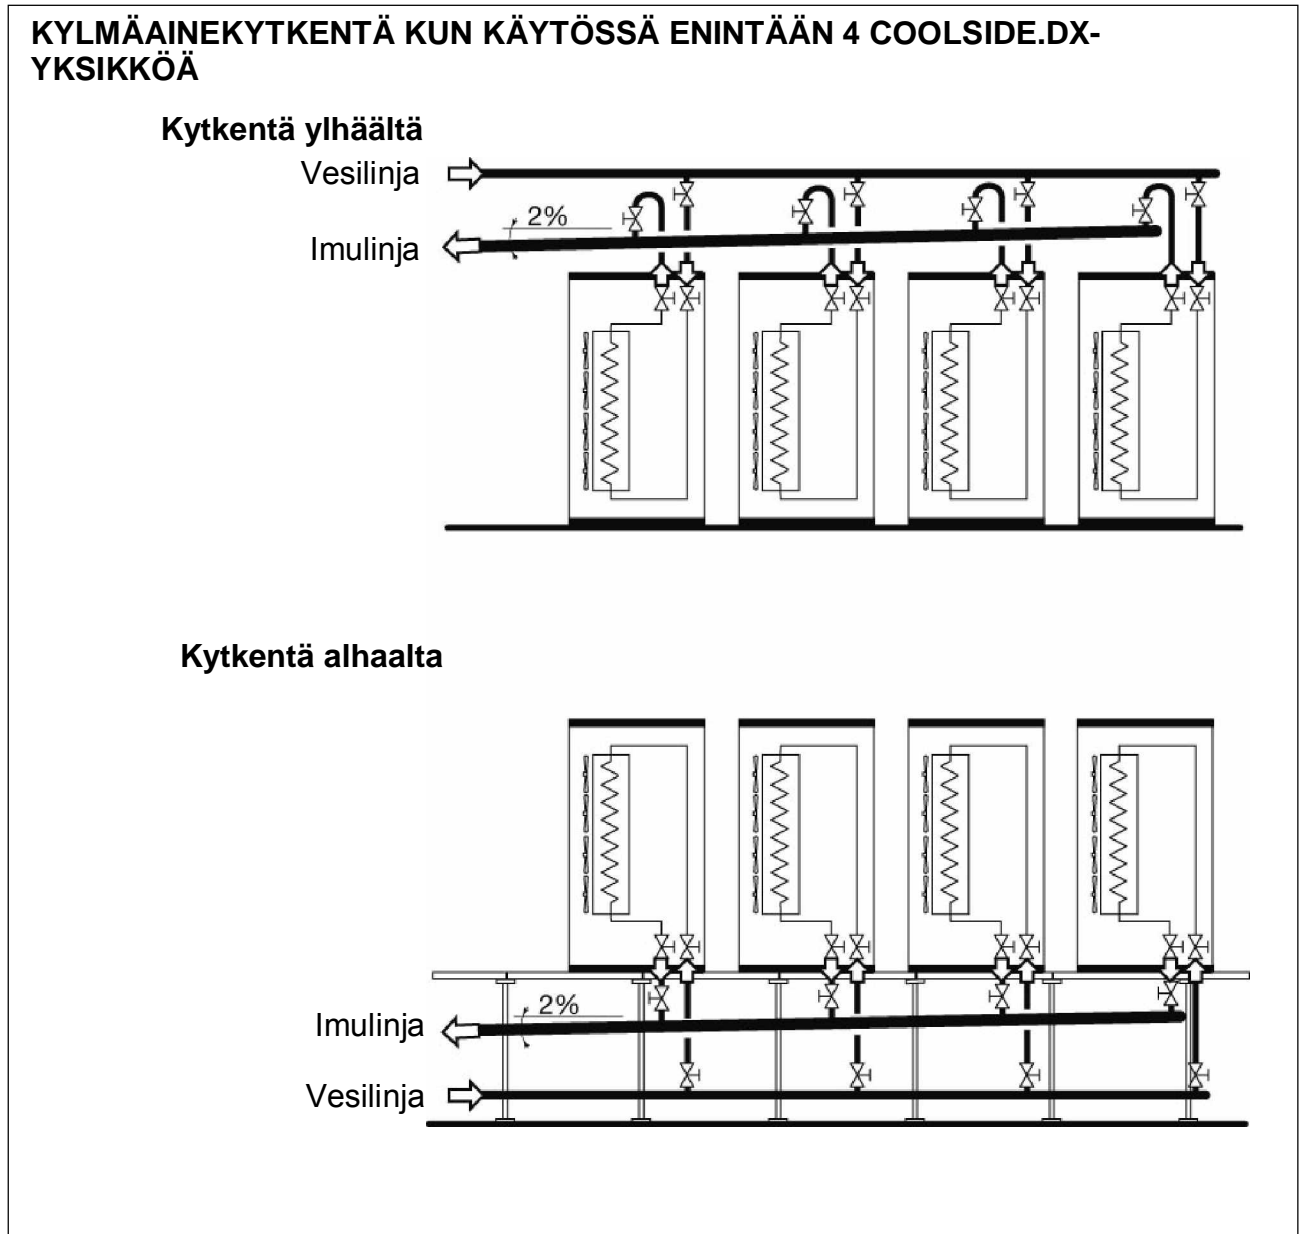 KYLMÄAINEKYTKENTÄ KUN KÄYTÖSSÄ ENINTÄÄN 4 COOLSIDE.DX-
YKSIKKÖÄ
Kytkentä ylhäältä
Vesilinja
2%
Imulinja
Kytkentä alhaalta
2%
Imulinja
Vesilinja